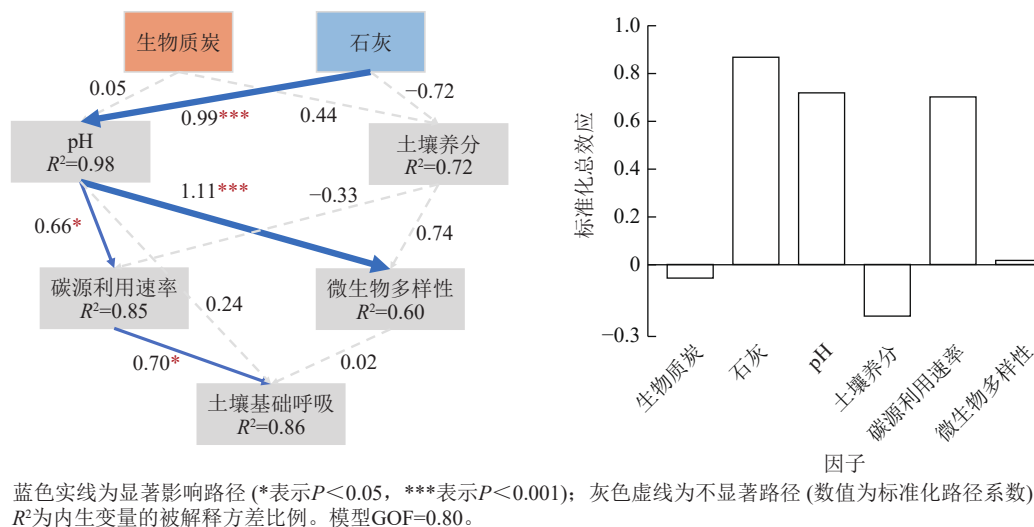 生物质炭
石灰
0.05
−0.72
0.99***
0.44
pH
R²=0.98
土壤养分
R²=0.72
1.11***
−0.33
0.66*
0.74
碳源利用速率
R²=0.85
微生物多样性
R²=0.60
0.24
0.70*
0.02
土壤基础呼吸
R²=0.86
标准化总效应
1.0
0.8
0.6
0.4
0.2
0
−0.3
生物质炭
石灰
pH
土壤养分
碳源利用速率
微生物多样性
因子
蓝色实线为显著影响路径 (*表示P＜0.05，***表示P＜0.001)；灰色虚线为不显著路径 (数值为标准化路径系数)
R²为内生变量的被解释方差比例。模型GOF=0.80。